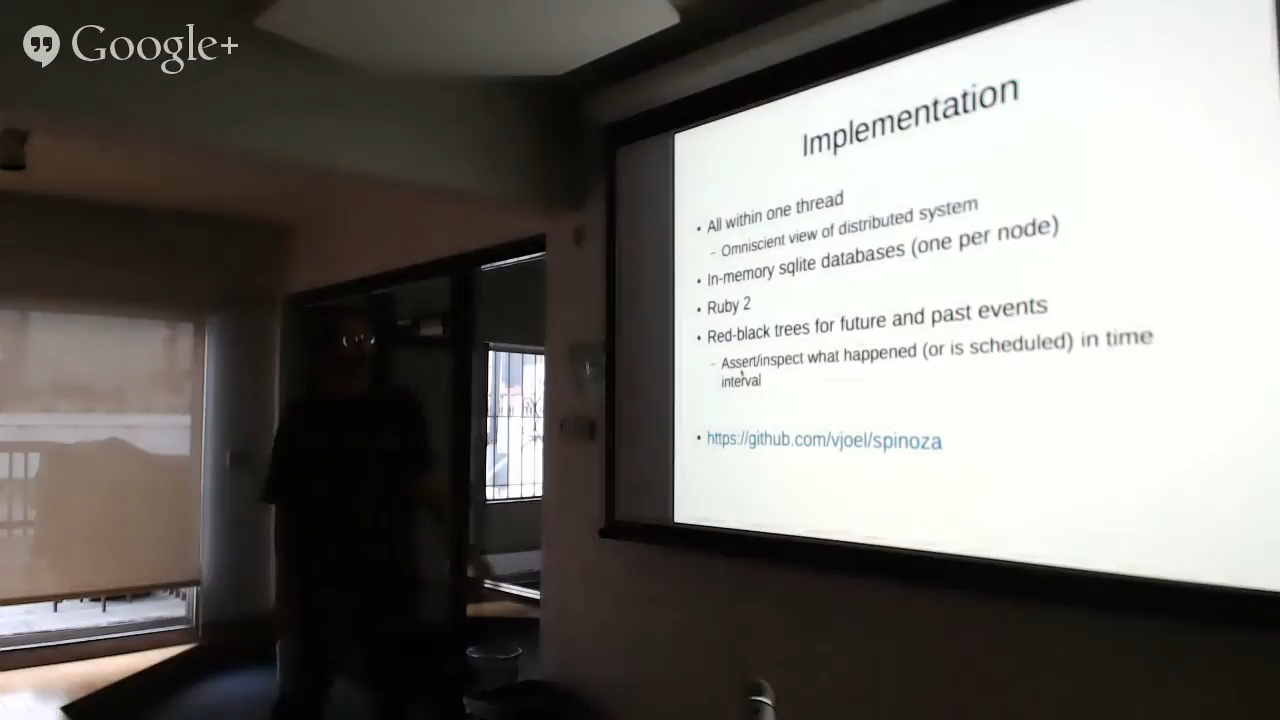 Google+
Implementation
• All within one thread
– Omniscient view of distributed system
• In-memory sqlite databases (one per node)
• Ruby 2
• Red-black trees for future and past events
– Assert/inspect what happened (or is scheduled) in time
interval
• https://github.com/vjoel/spinoza